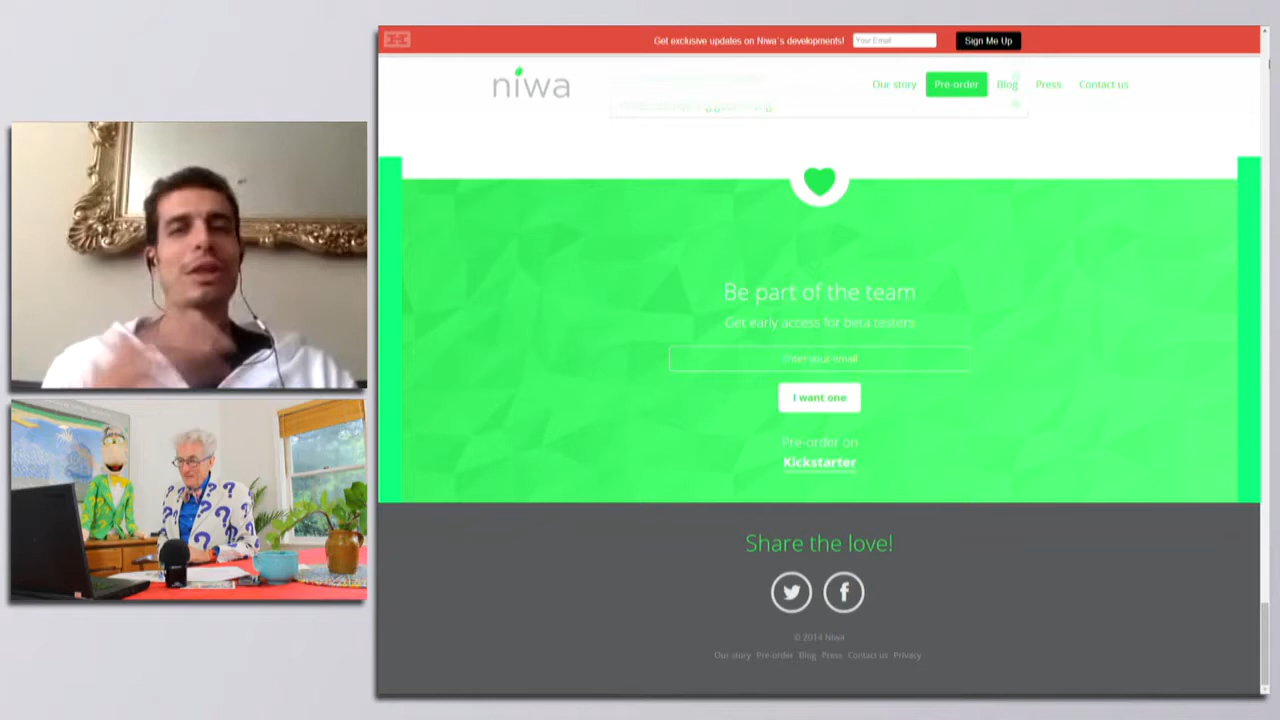 Get exclusive updates on Niwa's developments!
Your Email
Sign Me Up
niwa
Our story
Pre-order
Blog
Press
Contact us
Be part of the team
Get early access for beta testers
Enter your email
I want one
Pre-order on
Kickstarter
Share the love!
© 2014 Niwa
Our story Pre-order Blog Press Contact us Privacy